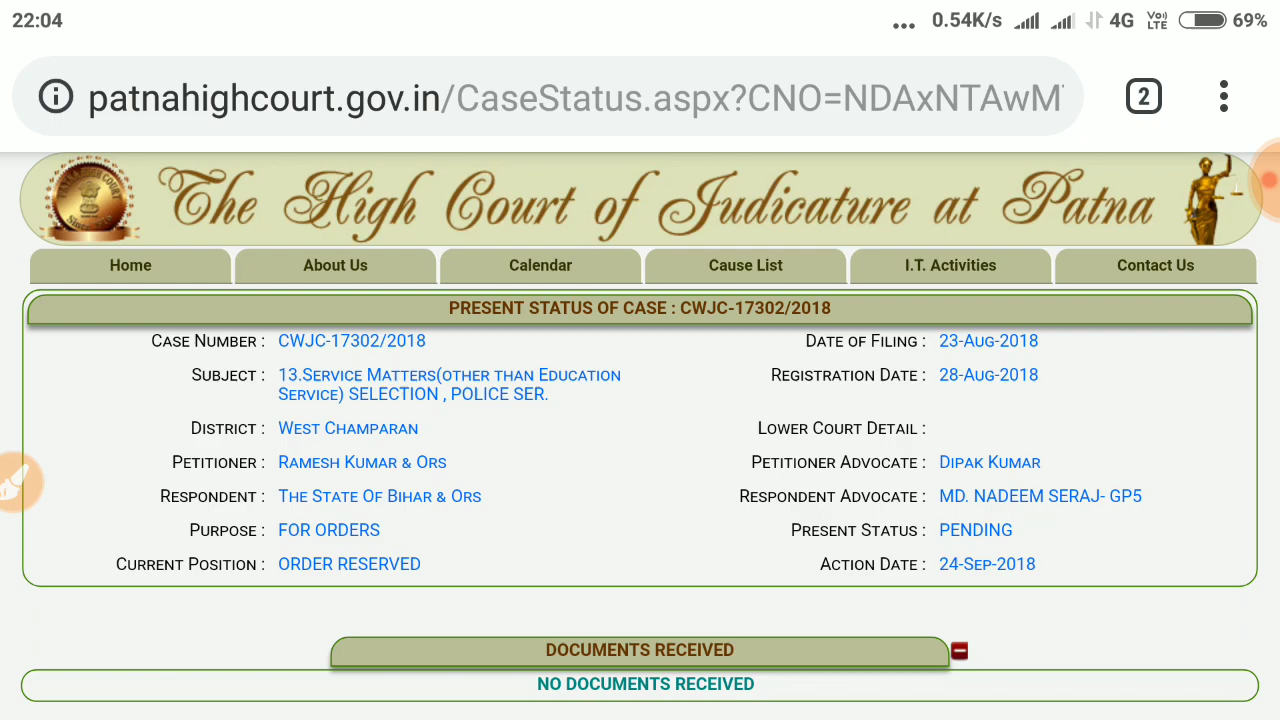 22:04
... 0.54K/s 4G Vo)) LTE 69%
patnahighcourt.gov.in/CaseStatus.aspx?CNO=NDAxNTAwM
2
The High Court of Judicature at Patna
Home About Us Calendar Cause List I.T. Activities Contact Us
PRESENT STATUS OF CASE : CWJC-17302/2018
CASE NUMBER : CWJC-17302/2018 DATE OF FILING : 23-AUG-2018
SUBJECT : 13.SERVICE MATTERS(OTHER THAN EDUCATION REGISTRATION DATE : 28-AUG-2018
SERVICE) SELECTION , POLICE SER.
DISTRICT : WEST CHAMPARAN LOWER COURT DETAIL :
PETITIONER : RAMESH KUMAR & ORS PETITIONER ADVOCATE : DIPAK KUMAR
RESPONDENT : THE STATE OF BIHAR & ORS RESPONDENT ADVOCATE : MD. NADEEM SERAJ- GP5
PURPOSE : FOR ORDERS PRESENT STATUS : PENDING
CURRENT POSITION : ORDER RESERVED ACTION DATE : 24-SEP-2018
DOCUMENTS RECEIVED
NO DOCUMENTS RECEIVED